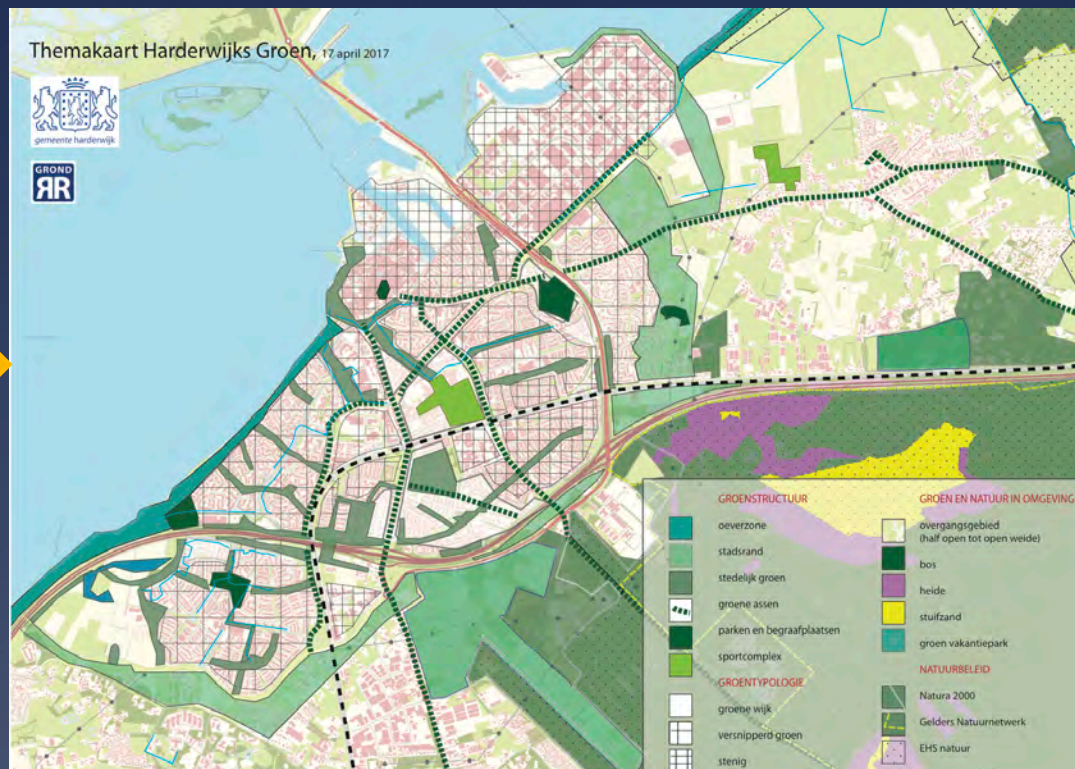 Themakaart Harderwijks Groen, 17 april 2017
gemeente harderwijk
GROND
RR
GROENSTRUCTUUR
oeverzone
stadsrand
stedelijk groen
groene assen
parken en begraafplaatsen
sportcomplex
GROENTYPOLOGIE
groene wijk
versnipperd groen
stenig
GROEN EN NATUUR IN OMGEVING
overgangsgebied
(half open tot open weide)
bos
heide
stuifzand
groen vakantiepark
NATUURBELEID
Natura 2000
Gelders Natuurnetwerk
EHS natuur